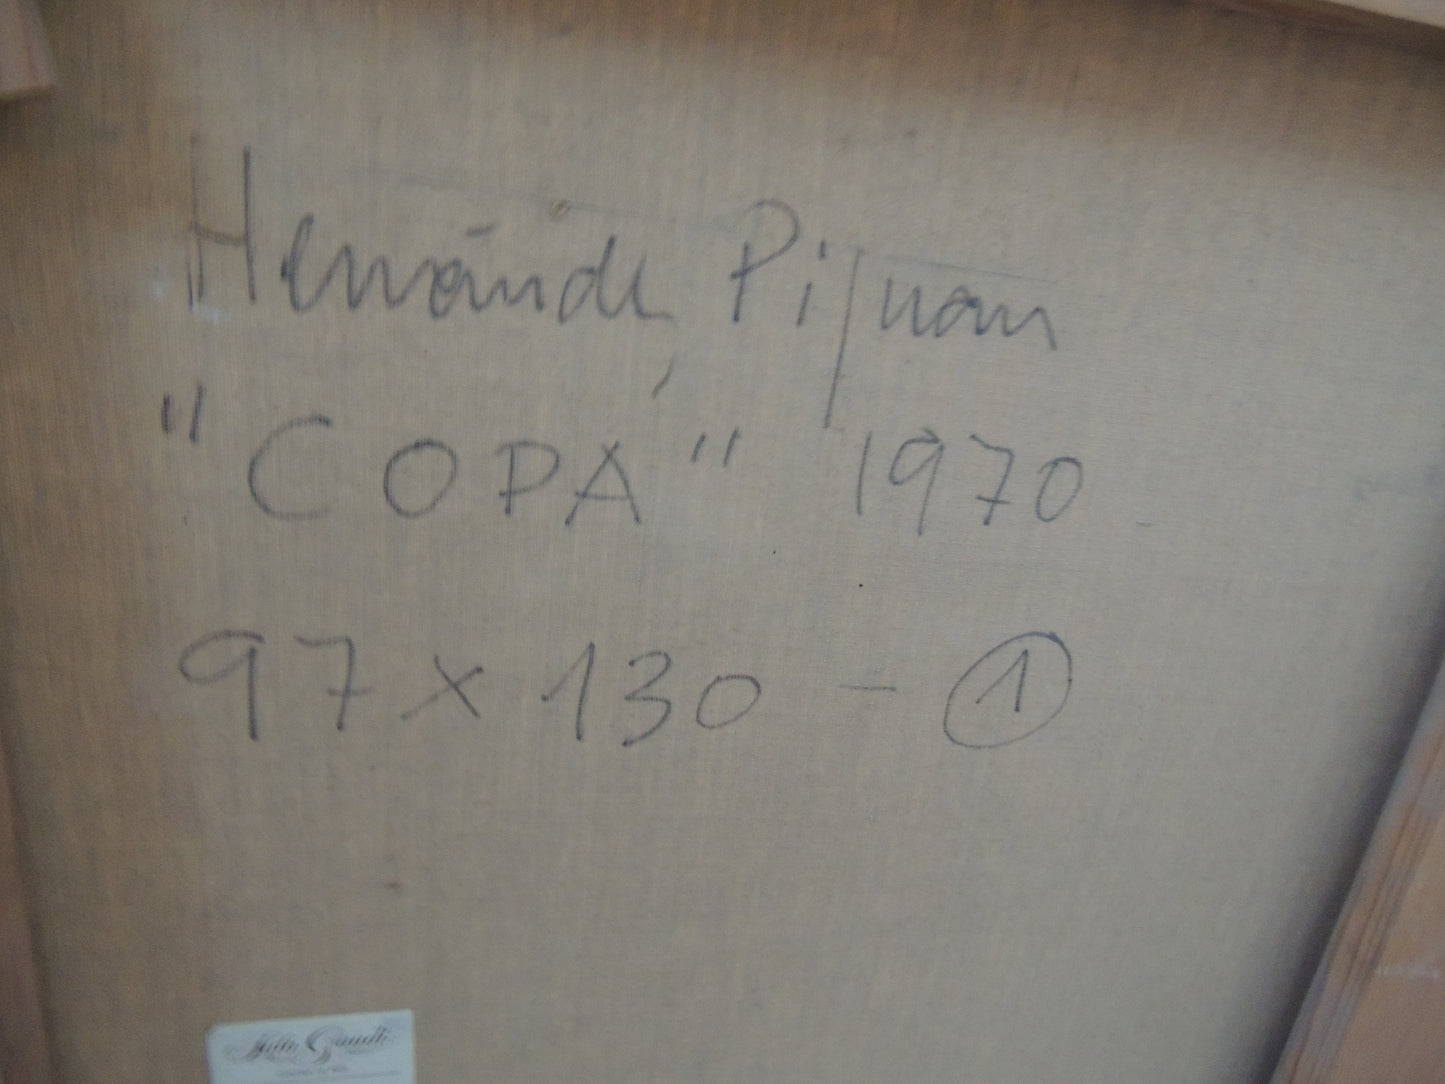 Hernández Pijuan
"COPA" 1970
97 x 130 - 1